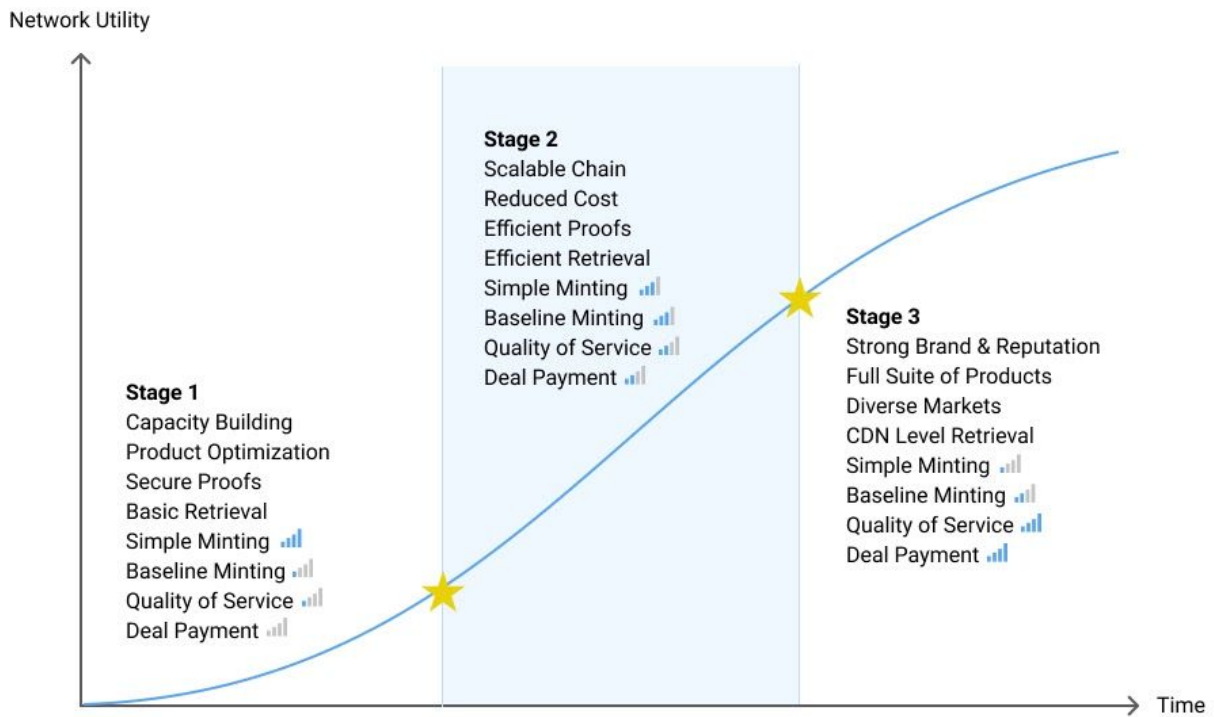 Network Utility
Stage 1
Capacity Building
Product Optimization
Secure Proofs
Basic Retrieval
Simple Minting
Baseline Minting
Quality of Service
Deal Payment
Stage 2
Scalable Chain
Reduced Cost
Efficient Proofs
Efficient Retrieval
Simple Minting
Baseline Minting
Quality of Service
Deal Payment
Stage 3
Strong Brand & Reputation
Full Suite of Products
Diverse Markets
CDN Level Retrieval
Simple Minting
Baseline Minting
Quality of Service
Deal Payment
Time